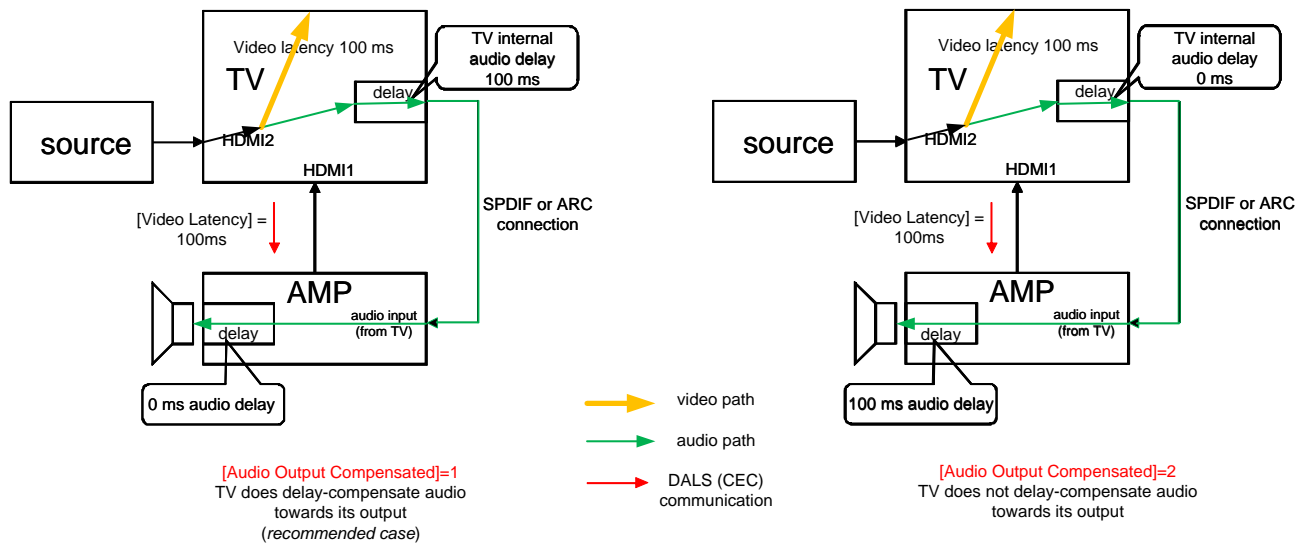 Video latency 100 ms
TV
TV internal
audio delay
100 ms
delay
source
HDMI2
HDMI1
[Video Latency] =
100ms
SPDIF or ARC
connection
AMP
audio input
(from TV)
delay
0 ms audio delay
[Audio Output Compensated]=1
TV does delay-compensate audio
towards its output
(recommended case)
video path
audio path
DALS (CEC)
communication
Video latency 100 ms
TV
TV internal
audio delay
0 ms
delay
source
HDMI2
HDMI1
[Video Latency] =
100ms
SPDIF or ARC
connection
AMP
audio input
(from TV)
delay
100 ms audio delay
[Audio Output Compensated]=2
TV does not delay-compensate audio
towards its output